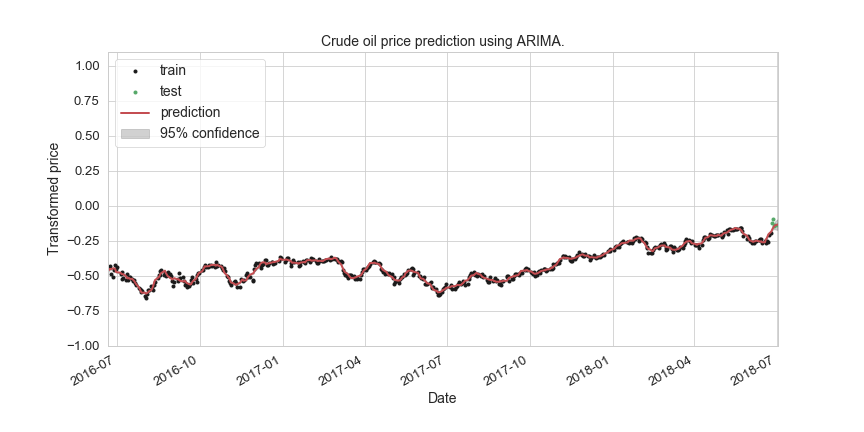 Crude oil price prediction using ARIMA.
1.00
0.75
0.50
0.25
0.00
−0.25
−0.50
−0.75
−1.00
Transformed price
train
test
prediction
95% confidence
2016-07
2016-10
2017-01
2017-04
2017-07
2017-10
2018-01
2018-04
2018-07
Date